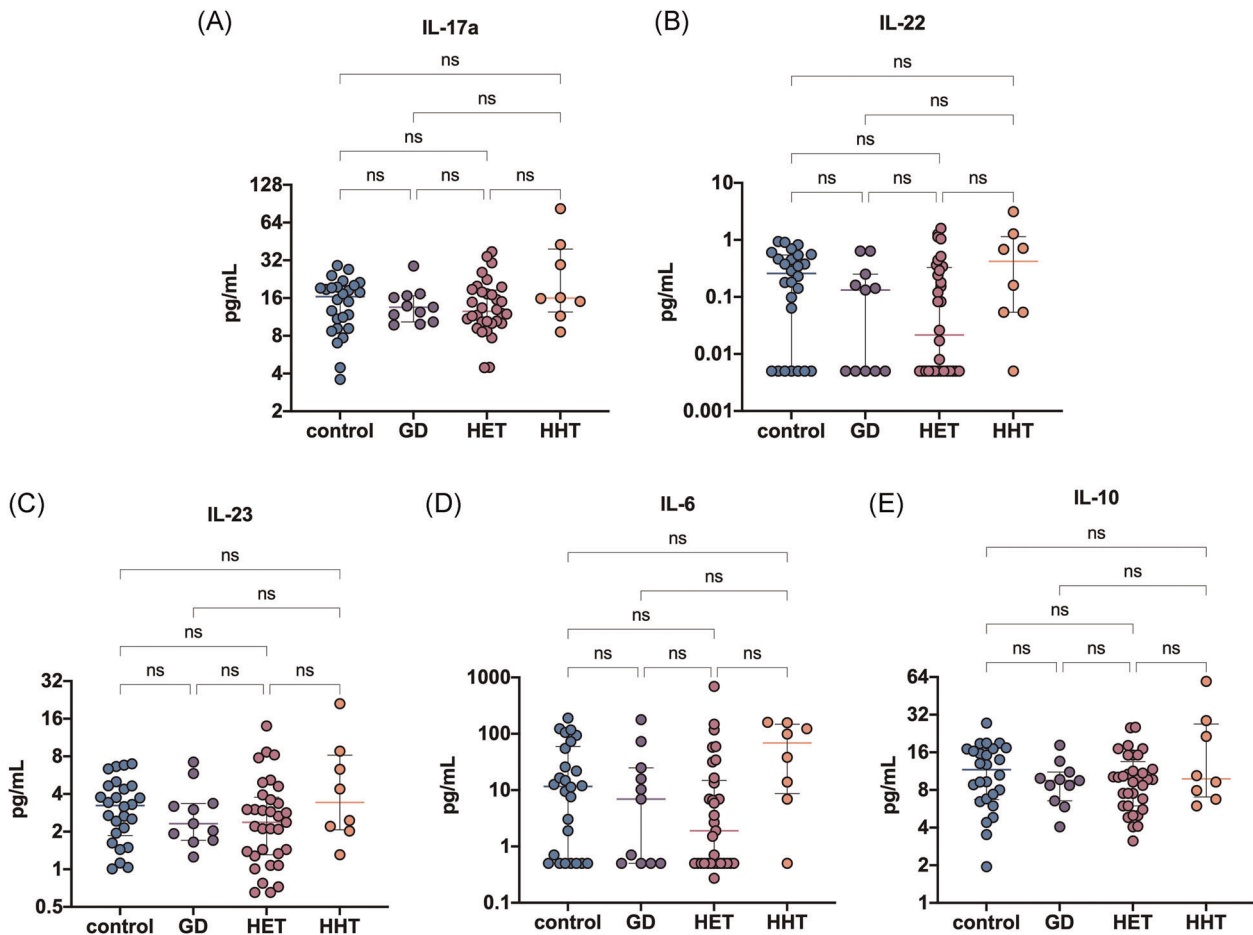 (A)
IL-17a
ns
ns
ns
ns ns ns
128
64
32
16
8
4
2
pg/mL
control GD HET HHT
(B)
IL-22
ns
ns
ns
ns ns ns
10
1
0.1
0.01
0.001
pg/mL
control GD HET HHT
(C)
IL-23
ns
ns
ns
ns ns ns
32
16
8
4
2
1
0.5
pg/mL
control GD HET HHT
(D)
IL-6
ns
ns
ns
ns ns ns
1000
100
10
1
0.1
pg/mL
control GD HET HHT
(E)
IL-10
ns
ns
ns
ns ns ns
64
32
16
8
4
2
1
pg/mL
control GD HET HHT